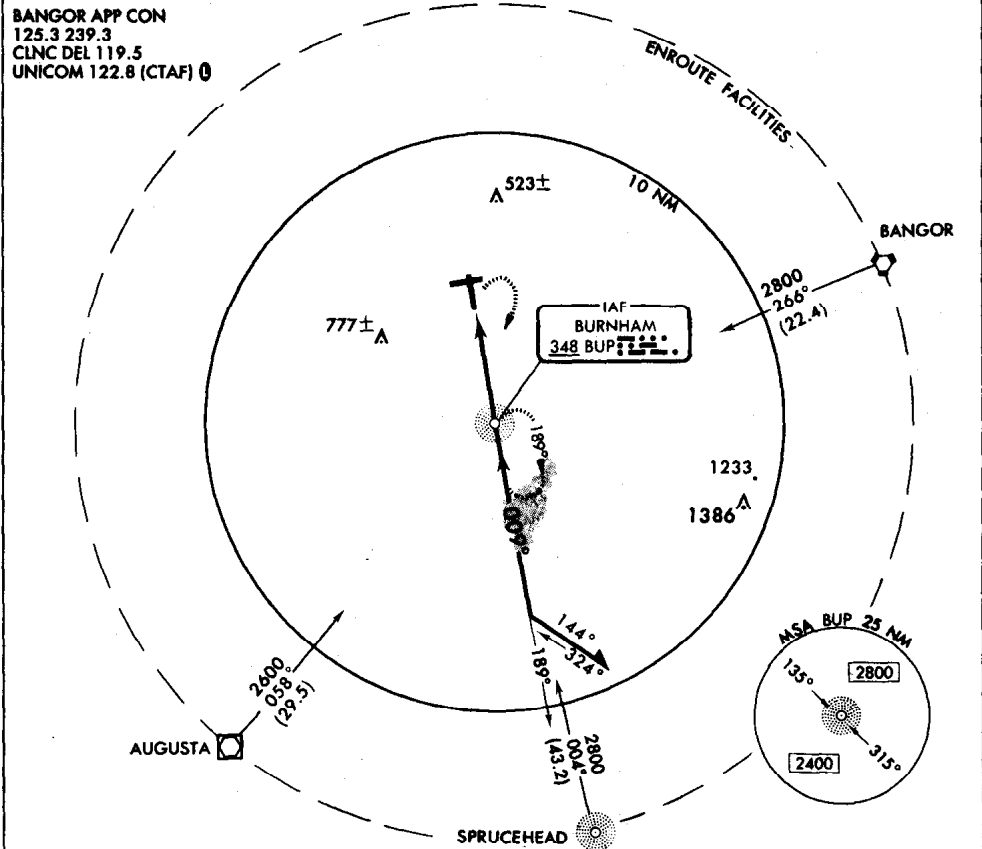 BANGOR APP CON
125.3 239.3
CLNC DEL 119.5
UNICOM 122.8 (CTAF) L
ENROUTE FACILITIES
10 NM
523±
BANGOR
2800
266°
(22.4)
IAF
BURNHAM
348 BUP
777±
189°
1233
1386
009°
144°
324°
189°
(43.2)
2800
004°
2600
058°
(29.5)
AUGUSTA
SPRUCEHEAD
MSA BUP 25 NM
135°
2800
2400
315°